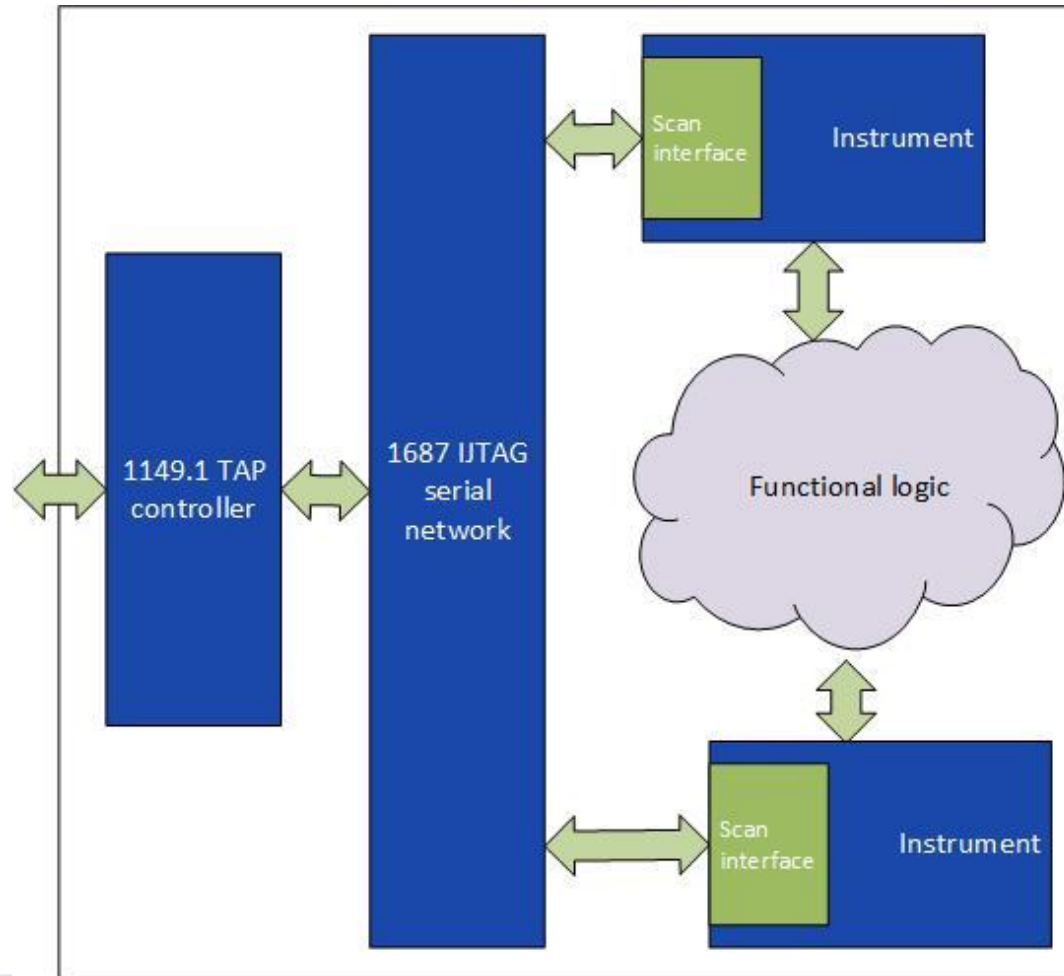 Scan
interface
Instrument
1149.1 TAP
controller
1687 IJTAG
serial
network
Functional logic
Scan
interface
Instrument